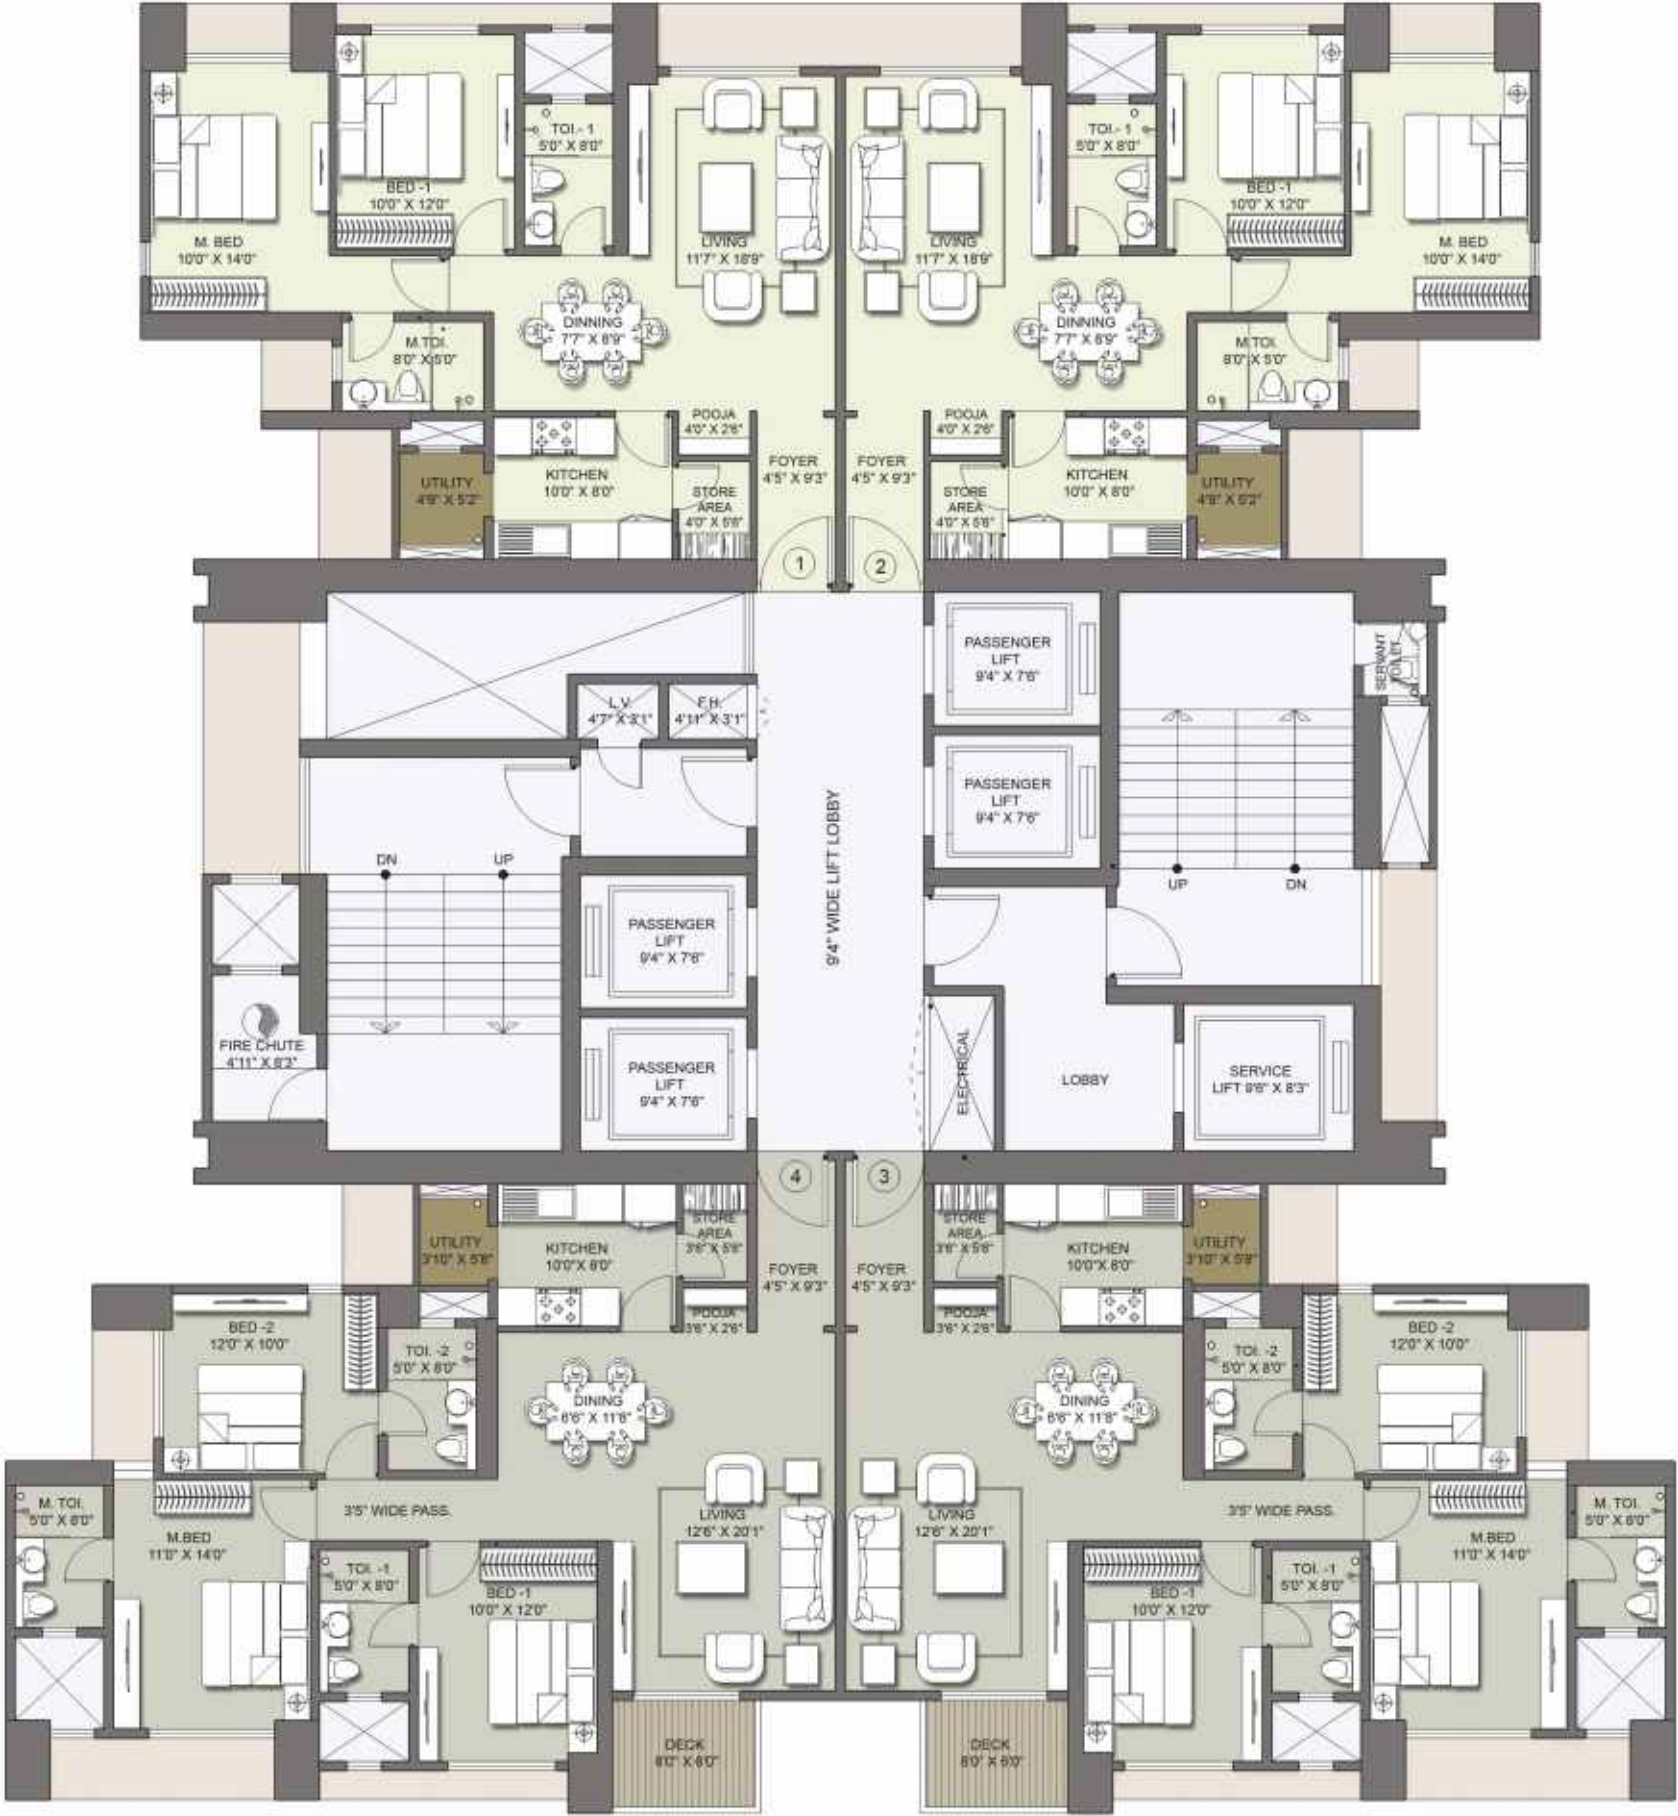 TOI.- 1
5'0" X 8'0"
BED -1
10'0" X 12'0"
M. BED
10'0" X 14'0"
LIVING
11'7" X 18'9"
DINNING
7'7" X 8'9"
M.TOI.
8'0" X 5'0"
POOJA
4'0" X 2'6"
FOYER
4'5" X 9'3"
KITCHEN
10'0" X 8'0"
UTILITY
4'9" X 5'2"
STORE
AREA
4'0" X 5'6"
1
TOI.- 1
5'0" X 8'0"
BED -1
10'0" X 12'0"
M. BED
10'0" X 14'0"
LIVING
11'7" X 18'9"
DINNING
7'7" X 8'9"
M.TOI.
8'0" X 5'0"
POOJA
4'0" X 2'6"
FOYER
4'5" X 9'3"
KITCHEN
10'0" X 8'0"
UTILITY
4'9" X 5'2"
STORE
AREA
4'0" X 5'6"
2
PASSENGER
LIFT
9'4" X 7'6"
SERVANT
TOILET
L.V.
4'7" X 3'1"
F.H.
4'11" X 3'1"
PASSENGER
LIFT
9'4" X 7'6"
9'4" WIDE LIFT LOBBY
DN
UP
UP
DN
PASSENGER
LIFT
9'4" X 7'6"
FIRE CHUTE
4'11" X 8'3"
PASSENGER
LIFT
9'4" X 7'6"
ELECTRICAL
LOBBY
SERVICE
LIFT 9'6" X 8'3"
4
STORE
AREA
3'6" X 5'6"
UTILITY
3'10" X 5'8"
KITCHEN
10'0"X 8'0"
FOYER
4'5" X 9'3"
POOJA
3'6" X 2'6"
BED -2
12'0" X 10'0"
TOI. -2
5'0" X 8'0"
DINING
8'6" X 11'8"
M. TOI.
5'0" X 8'0"
M.BED
11'0" X 14'0"
3'5" WIDE PASS.
LIVING
12'6" X 20'1"
TOI. -1
5'0" X 8'0"
BED -1
10'0" X 12'0"
DECK
8'0" X 6'0"
3
STORE
AREA
3'6" X 5'6"
FOYER
4'5" X 9'3"
KITCHEN
10'0"X 8'0"
UTILITY
3'10" X 5'8"
POOJA
3'6" X 2'6"
TOI. -2
5'0" X 8'0"
BED -2
12'0" X 10'0"
DINING
8'6" X 11'8"
LIVING
12'6" X 20'1"
3'5" WIDE PASS.
M. TOI.
5'0" X 8'0"
M.BED
11'0" X 14'0"
TOI. -1
5'0" X 8'0"
BED -1
10'0" X 12'0"
DECK
8'0" X 6'0"